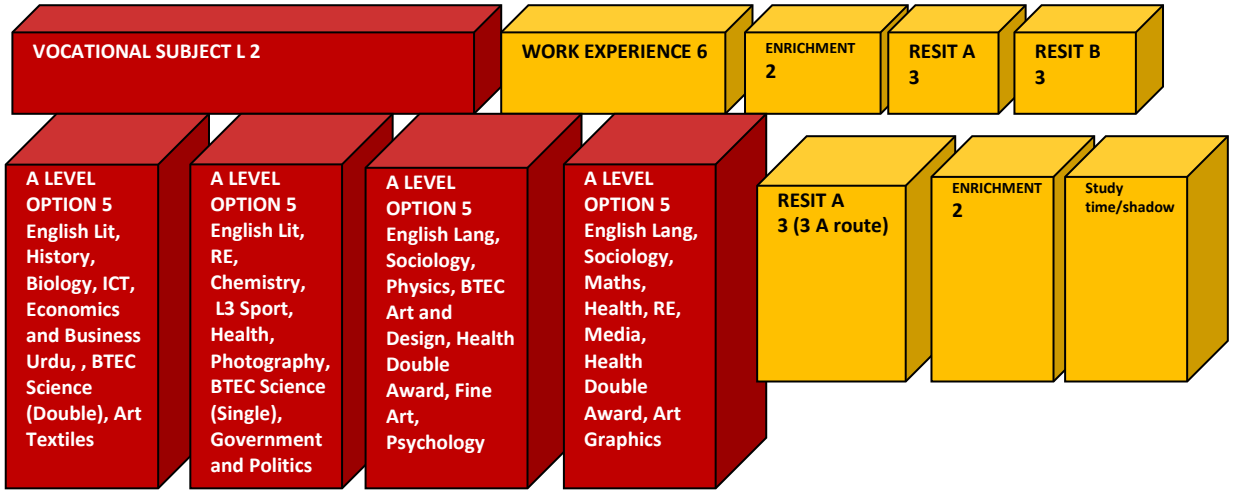 VOCATIONAL SUBJECT L 2
WORK EXPERIENCE 6
ENRICHMENT
2
RESIT A
3
RESIT B
3
A LEVEL
OPTION 5
English Lit,
History,
Biology, ICT,
Economics
and Business
Urdu, , BTEC
Science
(Double), Art
Textiles
A LEVEL
OPTION 5
English Lit,
RE,
Chemistry,
L3 Sport,
Health,
Photography,
BTEC Science
(Single),
Government
and Politics
A LEVEL
OPTION 5
English Lang,
Sociology,
Physics, BTEC
Art and
Design, Health
Double
Award, Fine
Art,
Psychology
A LEVEL
OPTION 5
English Lang,
Sociology,
Maths,
Health, RE,
Media,
Health
Double
Award, Art
Graphics
RESIT A
3 (3 A route)
ENRICHMENT
2
Study
time/shadow